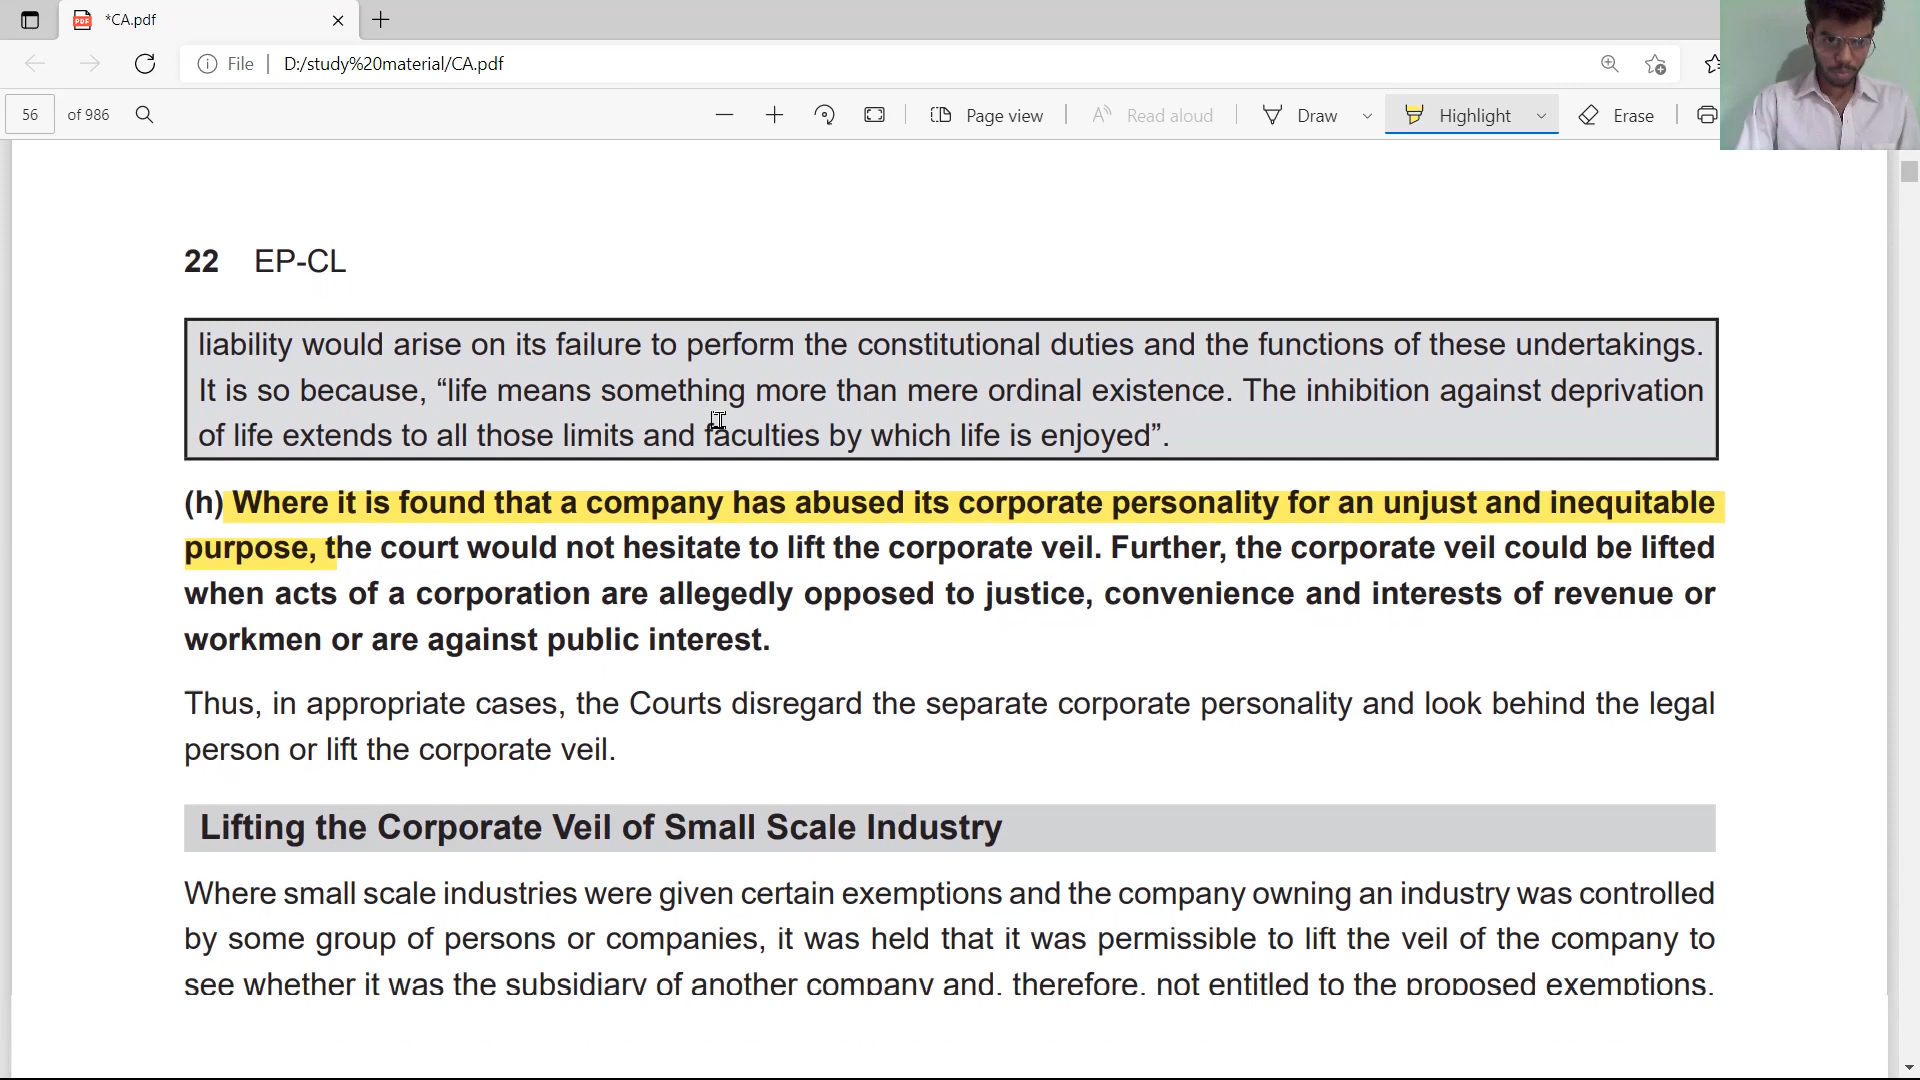 *CA.pdf
File D:/study%20material/CA.pdf
56 of 986 Page view Read aloud Draw Highlight Erase
22 EP-CL
liability would arise on its failure to perform the constitutional duties and the functions of these undertakings.
It is so because, “life means something more than mere ordinal existence. The inhibition against deprivation
of life extends to all those limits and faculties by which life is enjoyed”.
(h) Where it is found that a company has abused its corporate personality for an unjust and inequitable
purpose, the court would not hesitate to lift the corporate veil. Further, the corporate veil could be lifted
when acts of a corporation are allegedly opposed to justice, convenience and interests of revenue or
workmen or are against public interest.
Thus, in appropriate cases, the Courts disregard the separate corporate personality and look behind the legal
person or lift the corporate veil.
Lifting the Corporate Veil of Small Scale Industry
Where small scale industries were given certain exemptions and the company owning an industry was controlled
by some group of persons or companies, it was held that it was permissible to lift the veil of the company to
see whether it was the subsidiary of another company and, therefore, not entitled to the proposed exemptions.